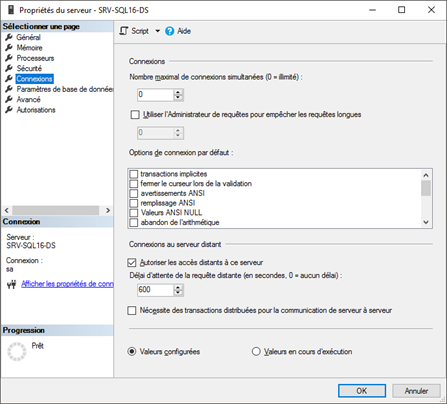 Propriétés du serveur - SRV-SQL16-DS
Sélectionner une page
Général
Mémoire
Processeurs
Sécurité
Connexions
Paramètres de base de données
Avancé
Autorisations
Connexion
Serveur :
SRV-SQL16-DS
Connexion :
sa
Afficher les propriétés de conn
Progression
Prêt
Script
Aide
Connexions
Nombre maximal de connexions simultanées (0 = illimité) :
0
Utiliser l'Administrateur de requêtes pour empêcher les requêtes longues
0
Options de connexion par défaut :
transactions implicites
fermer le curseur lors de la validation
avertissements ANSI
remplissage ANSI
Valeurs ANSI NULL
abandon de l'arithmétique
Connexions au serveur distant
Autoriser les accès distants à ce serveur
Délai d'attente de la requête distante (en secondes, 0 = aucun délai) :
600
Nécessite des transactions distribuées pour la communication de serveur à serveur
Valeurs configurées
Valeurs en cours d'exécution
OK
Annuler